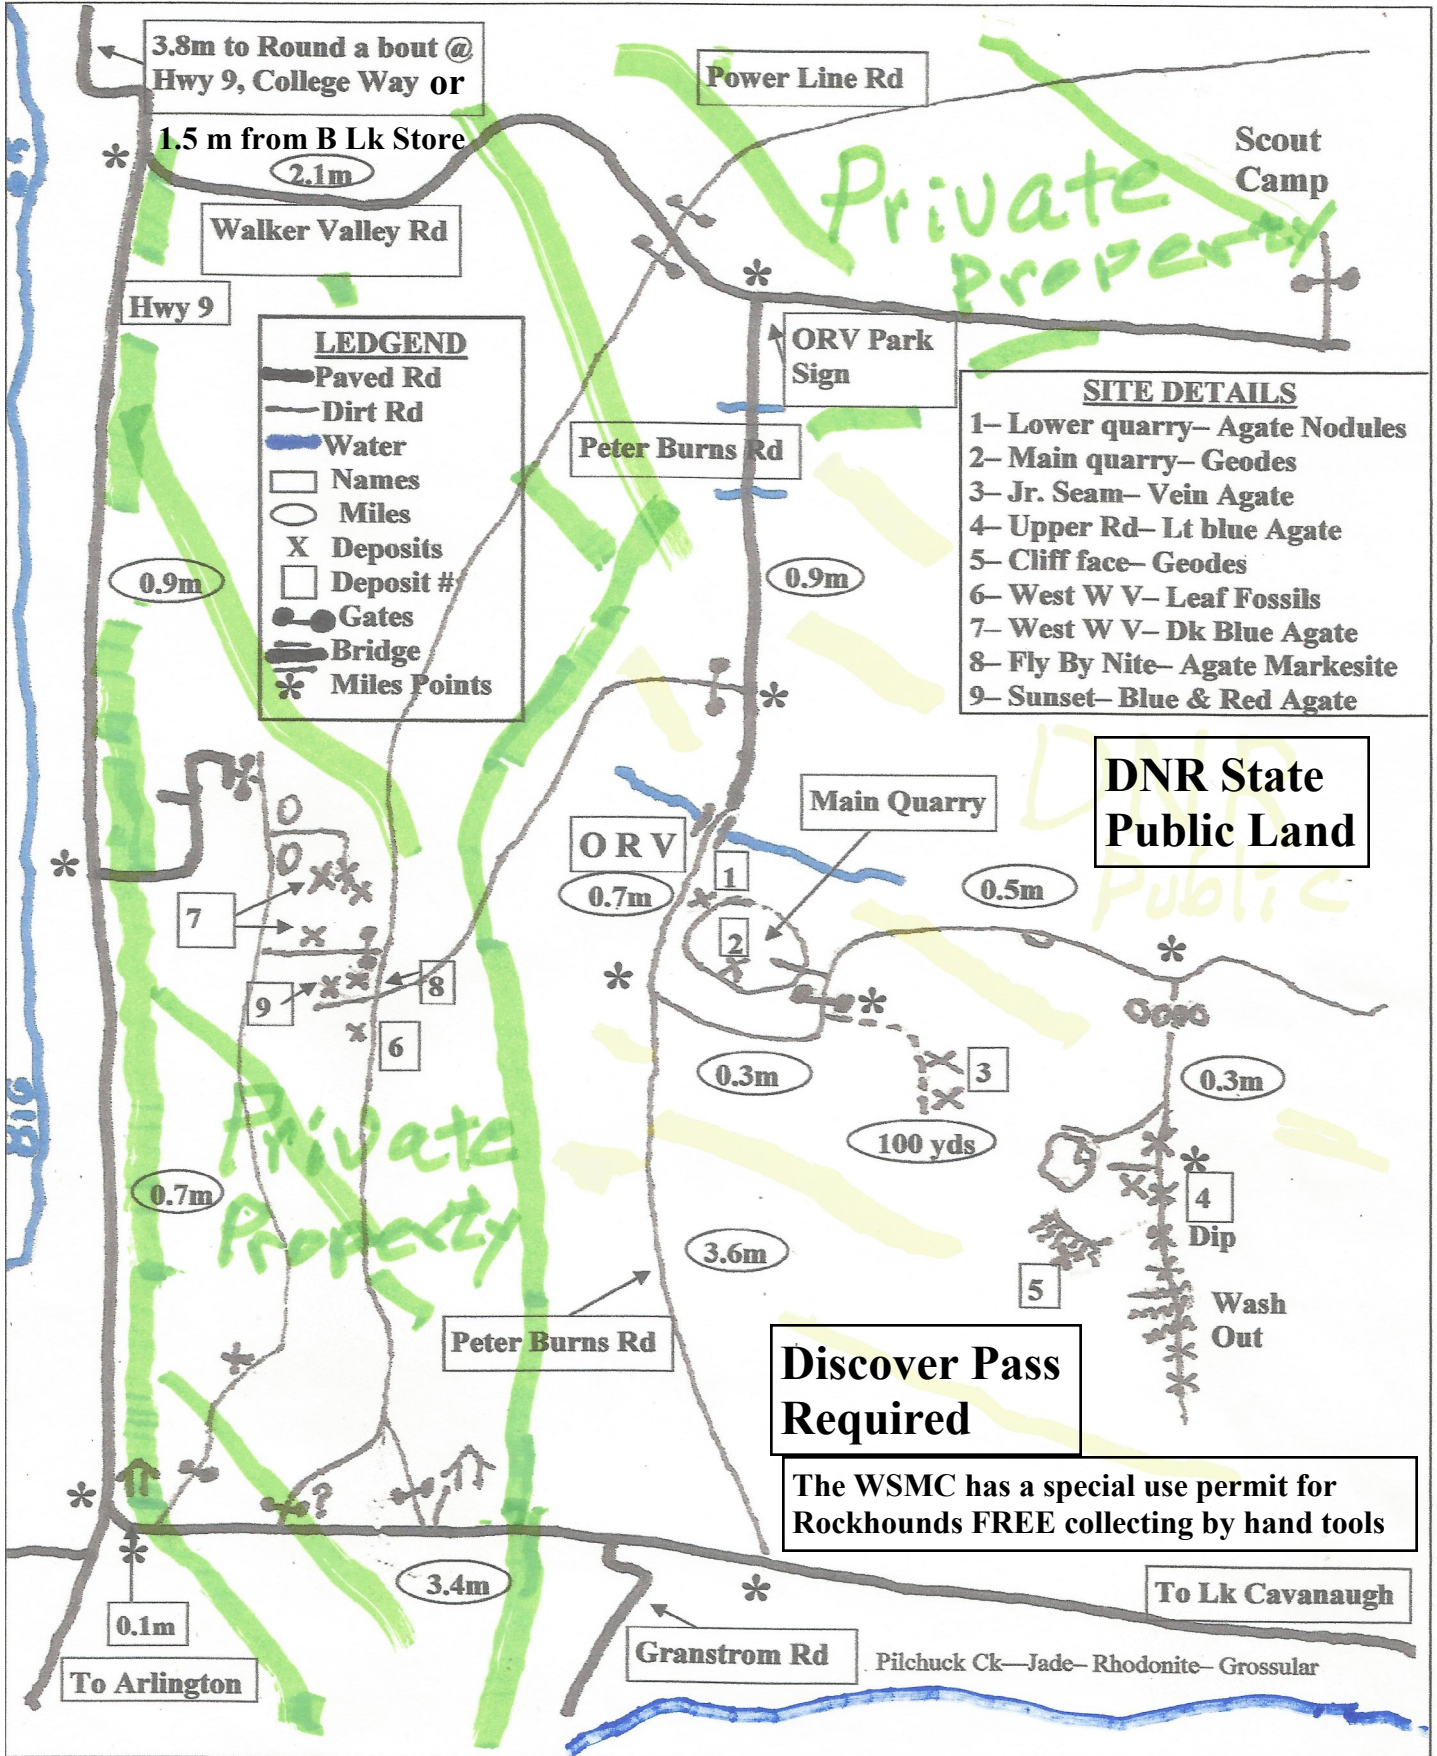 3.8m to Round a bout @
Hwy 9, College Way or
1.5 m from B Lk Store
2.1m
Walker Valley Rd
Hwy 9
Power Line Rd
Scout
Camp
Private
Property
LEDGEND
Paved Rd
Dirt Rd
Water
Names
Miles
X Deposits
Deposit #
Gates
Bridge
* Miles Points
ORV Park
Sign
Peter Burns Rd
SITE DETAILS
1– Lower quarry– Agate Nodules
2– Main quarry– Geodes
3– Jr. Seam– Vein Agate
4– Upper Rd– Lt blue Agate
5– Cliff face– Geodes
6– West W V– Leaf Fossils
7– West W V– Dk Blue Agate
8– Fly By Nite– Agate Markesite
9– Sunset– Blue & Red Agate
0.9m
0.9m
DNR
Public
DNR State
Public Land
Main Quarry
O R V
0.7m
1
2
0.5m
7
8
9
6
0.3m
3
100 yds
0.3m
4
Dip
5
Wash
Out
BIG
Private
Property
0.7m
3.6m
Peter Burns Rd
Discover Pass
Required
The WSMC has a special use permit for
Rockhounds FREE collecting by hand tools
?
3.4m
0.1m
To Arlington
Granstrom Rd
To Lk Cavanaugh
Pilchuck Ck—Jade– Rhodonite– Grossular